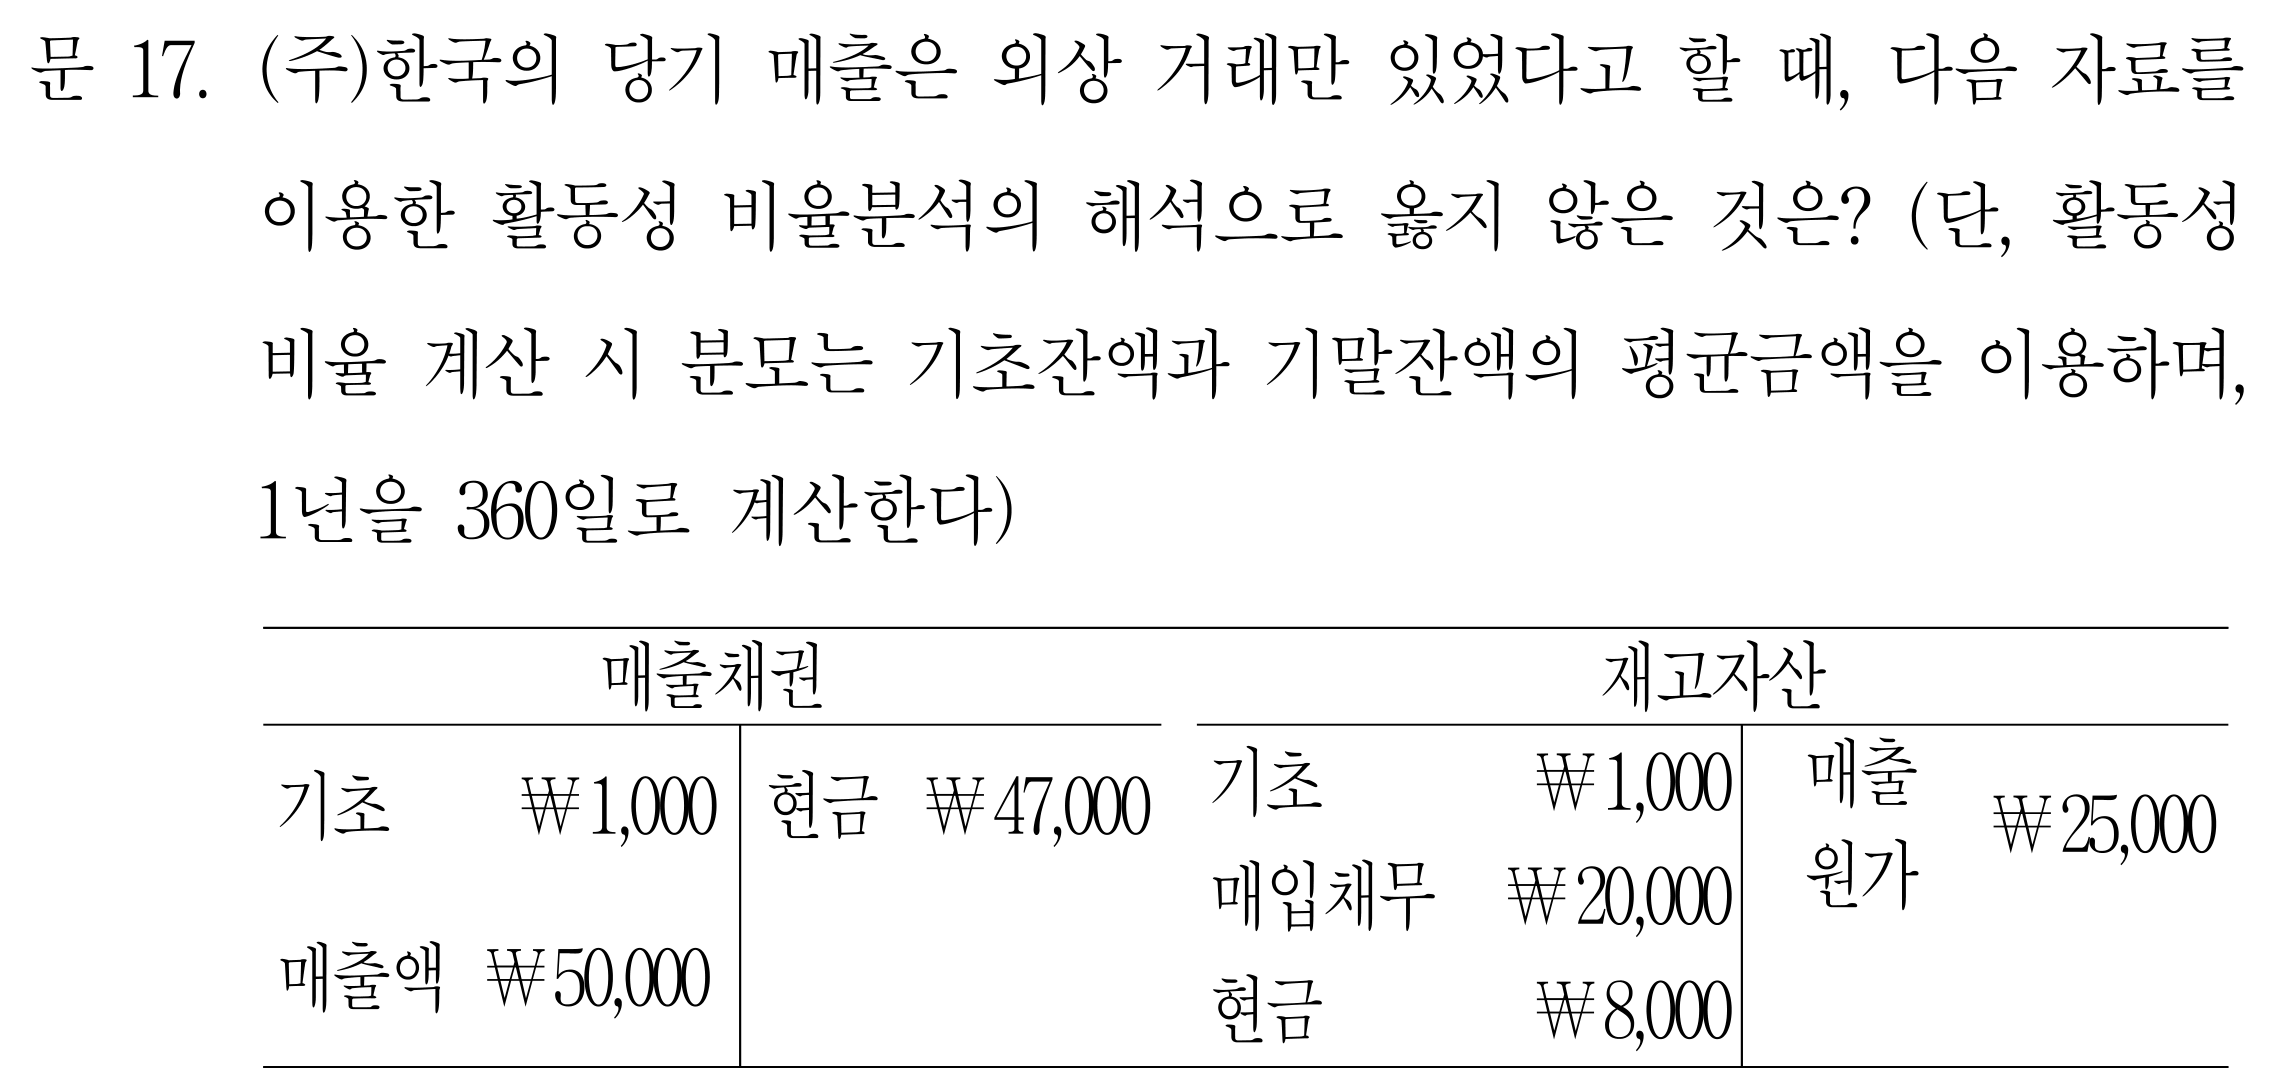 문 17. (주)한국의 당기 매출은 외상 거래만 있었다고 할 때, 다음 자료를
이용한 활동성 비율분석의 해석으로 옳지 않은 것은? (단, 활동성
비율 계산 시 분모는 기초잔액과 기말잔액의 평균금액을 이용하며,
1년을 360일로 계산한다)
매출채권 재고자산
기초 ₩1,000 현금 ₩47,000 기초 ₩1,000 매출
원가 ₩25,000
매입채무 ₩20,000
매출액 ₩50,000 현금 ₩8,000